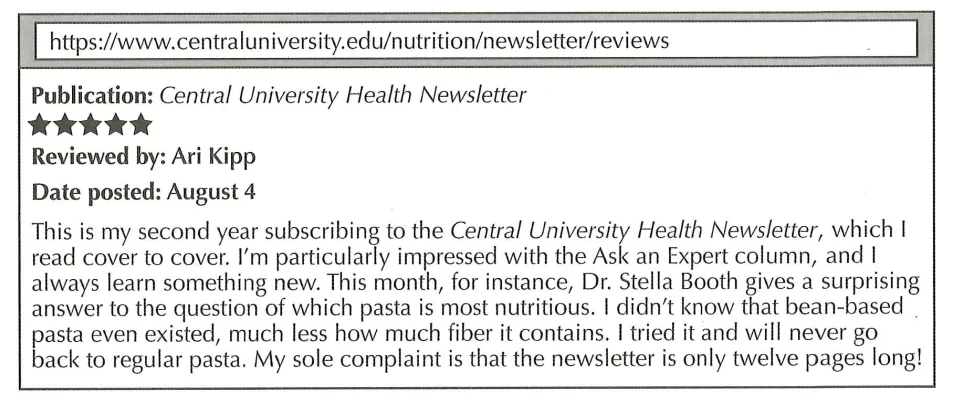 https://www.centraluniversity.edu/nutrition/newsletter/reviews
Publication: Central University Health Newsletter
★★★★★
Reviewed by: Ari Kipp
Date posted: August 4
This is my second year subscribing to the Central University Health Newsletter, which I
read cover to cover. I'm particularly impressed with the Ask an Expert column, and I
always learn something new. This month, for instance, Dr. Stella Booth gives a surprising
answer to the question of which pasta is most nutritious. I didn't know that bean-based
pasta even existed, much less how much fiber it contains. I tried it and will never go
back to regular pasta. My sole complaint is that the newsletter is only twelve pages long!